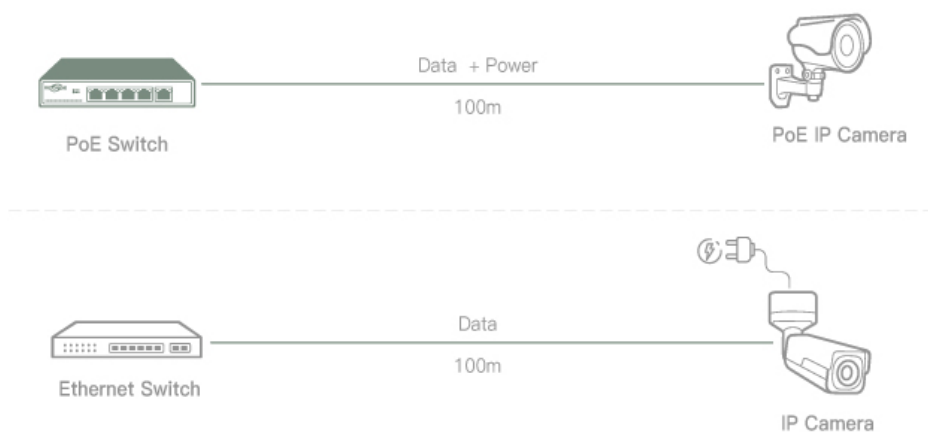 Data + Power
100m
PoE Switch
PoE IP Camera
Data
100m
Ethernet Switch
IP Camera